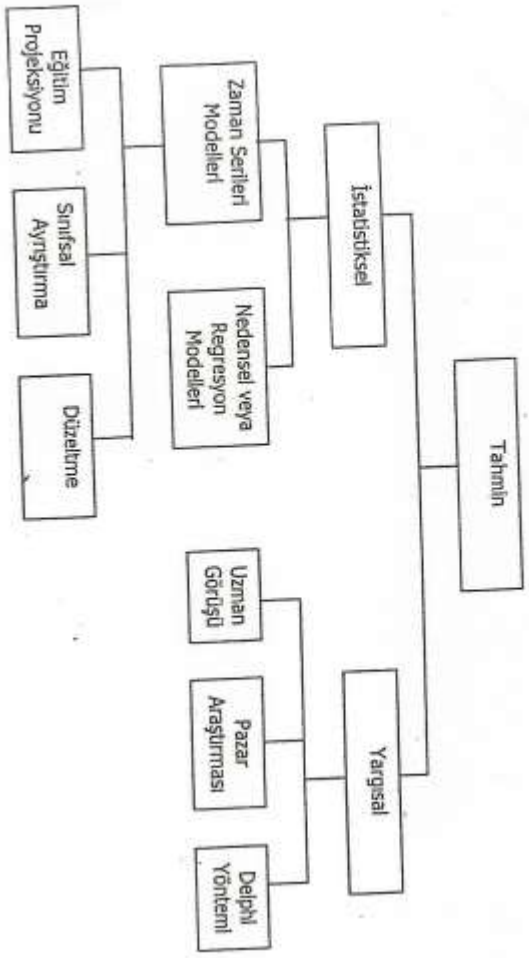 Tahmin
İstatistiksel
Yargısal
Zaman Serileri
Modelleri
Nedensel veya
Regresyon
Modelleri
Uzman
Görüşü
Pazar
Araştırması
Delphi
Yöntemi
Eğitim
Projeksiyonu
Sınıfsal
Ayrıştırma
Düzeltme